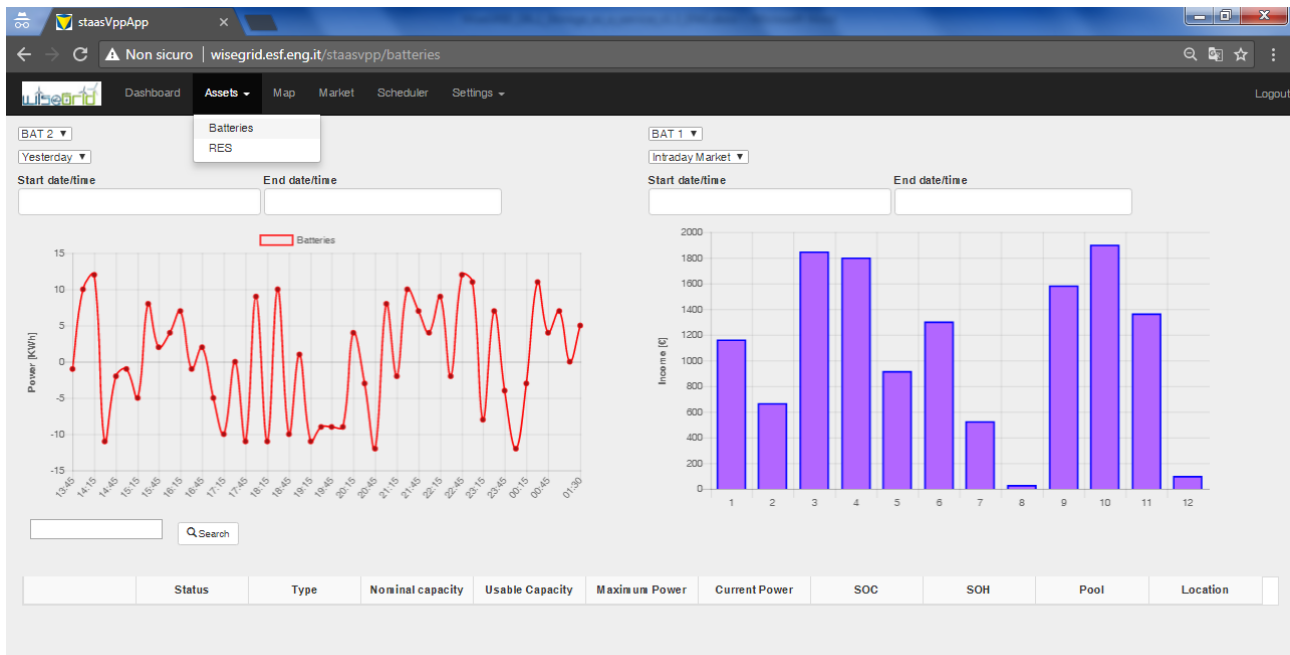 staasVppApp
Non sicuro | wisegrid.esf.eng.it/staasvpp/batteries
wiseGrid Dashboard Assets Map Market Scheduler Settings Logout
Batteries
RES
BAT 2
Yesterday
Start date/time End date/time
BAT 1
Intraday Market
Start date/time End date/time
Batteries
Power [KW/h]
15
10
5
0
-5
-10
-15
13:45 14:15 14:45 15:15 15:45 16:15 16:45 17:15 17:45 18:15 18:45 19:15 19:45 20:15 20:45 21:15 21:45 22:15 22:45 23:15 23:45 00:15 00:45 01:30
Income [€]
2000
1800
1600
1400
1200
1000
800
600
400
200
0
1 2 3 4 5 6 7 8 9 10 11 12
Search
Status Type Nominal capacity Usable Capacity Maximum Power Current Power SOC SOH Pool Location